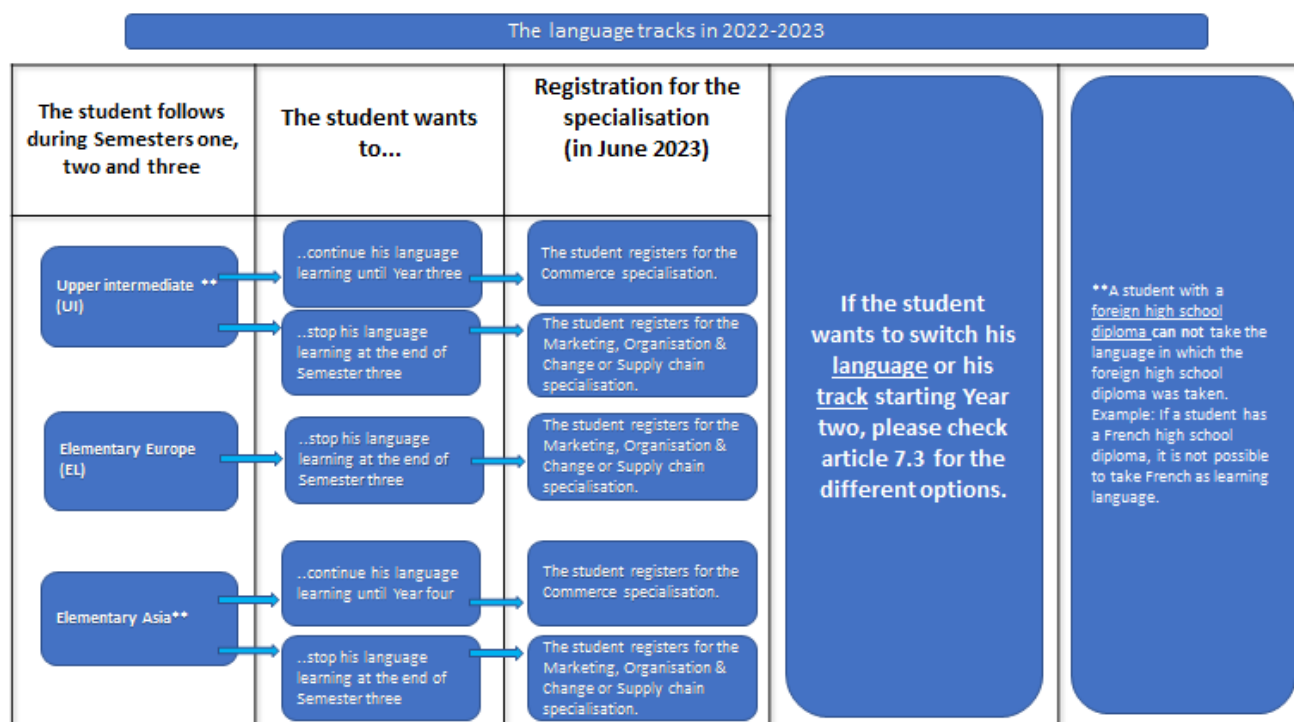 The language tracks in 2022-2023
The student follows
during Semesters one,
two and three
The student wants
to...
Registration for the
specialisation
(in June 2023)
Upper intermediate **
(UI)
..continue his language
learning until Year three
The student registers for the
Commerce specialisation.
..stop his language
learning at the end of
Semester three
The student registers for the
Marketing, Organisation &
Change or Supply chain
specialisation.
Elementary Europe
(EL)
..stop his language
learning at the end of
Semester three
The student registers for the
Marketing, Organisation &
Change or Supply chain
specialisation.
Elementary Asia**
..continue his language
learning until Year four
The student registers for the
Commerce specialisation.
..stop his language
learning at the end of
Semester three
The student registers for the
Marketing, Organisation &
Change or Supply chain
specialisation.
If the student
wants to switch his
language or his
track starting Year
two, please check
article 7.3 for the
different options.
**A student with a
foreign high school
diploma can not take the
language in which the
foreign high school
diploma was taken.
Example: If a student has
a French high school
diploma, it is not possible
to take French as learning
language.